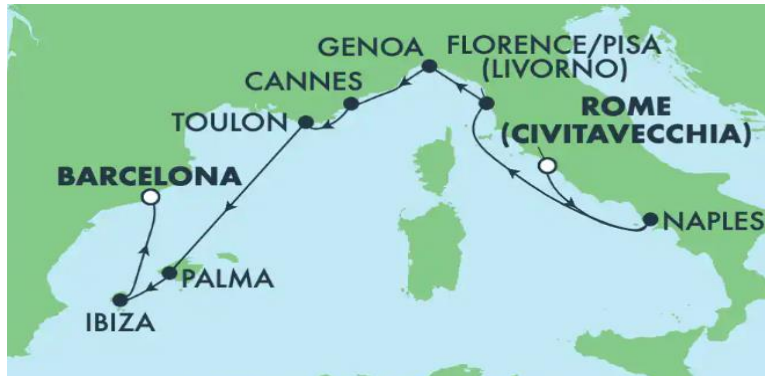 GENOA
FLORENCE/PISA
(LIVORNO)
CANNES
TOULON
ROME
(CIVITAVECCHIA)
BARCELONA
NAPLES
PALMA
IBIZA